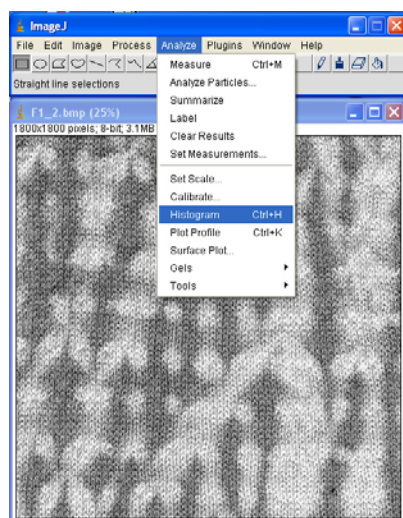 ImageJ
File Edit Image Process Analyze Plugins Window Help
Straight line selections
F1_2.bmp (25%)
1800x1800 pixels; 8-bit; 3.1MB
Measure Ctrl+M
Analyze Particles...
Summarize
Label
Clear Results
Set Measurements...
Set Scale...
Calibrate...
Histogram Ctrl+H
Plot Profile Ctrl+K
Surface Plot...
Gels
Tools